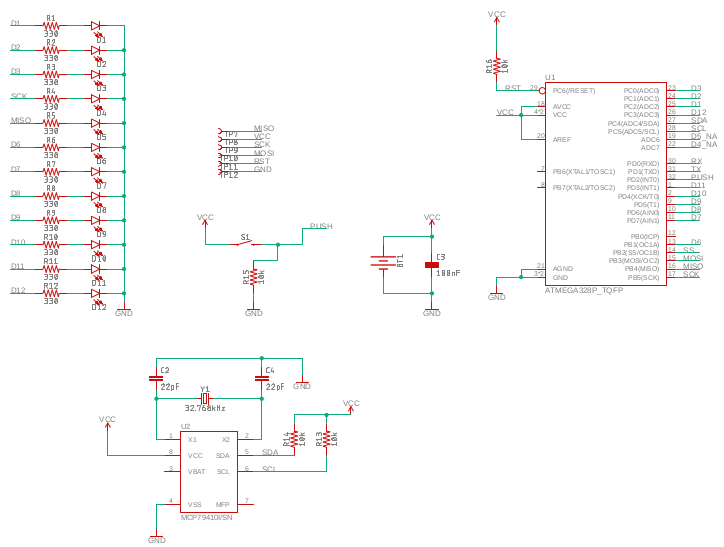 D1
R1
330
D1
D2
R2
330
D2
D3
R3
330
D3
SCK
R4
330
D4
MISO
R5
330
D5
D6
R6
330
D6
D7
R7
330
D7
D8
R8
330
D8
D9
R9
330
D9
D10
R10
330
D10
D11
R11
330
D11
D12
R12
330
D12
GND
MISO
TP7
VCC
TP8
SCK
TP9
MOSI
TP10
RST
TP11
GND
TP12
VCC
S1
PUSH
R15
10k
GND
VCC
BT1
C3
100nF
GND
VCC
R16
10k
RST
VCC
GND
U1
29 PC6(/RESET)
18 AVCC
4*2 VCC
20 AREF
7 PB6(XTAL1/TOSC1)
8 PB7(XTAL2/TOSC2)
21 AGND
3*2 GND
PC0(ADC0) 23 D3
PC1(ADC1) 24 D2
PC2(ADC2) 25 D1
PC3(ADC3) 26 D12
PC4(ADC4/SDA) 27 SDA
PC5(ADC5/SCL) 28 SCL
ADC6 19 D5_NA
ADC7 22 D4_NA
PD0(RXD) 30 RX
PD1(TXD) 31 TX
PD2(INT0) 32 PUSH
PD3(INT1) 1 D11
PD4(XCK/T0) 2 D10
PD5(T1) 9 D9
PD6(AIN0) 10 D8
PD7(AIN1) 11 D7
PB0(ICP) 12
PB1(OC1A) 13 D6
PB2(SS/OC1B) 14 SS
PB3(MOSI/OC2) 15 MOSI
PB4(MISO) 16 MISO
PB5(SCK) 17 SCK
ATMEGA328P_TQFP
C2
22pF
C4
22pF
GND
Y1
32.768kHz
VCC
U2
1 X1
X2 2
8 VCC
SDA 5 SDA
3 VBAT
SCL 6 SCL
4 VSS
MFP 7
MCP79410I/SN
GND
VCC
R14
10k
R13
10k